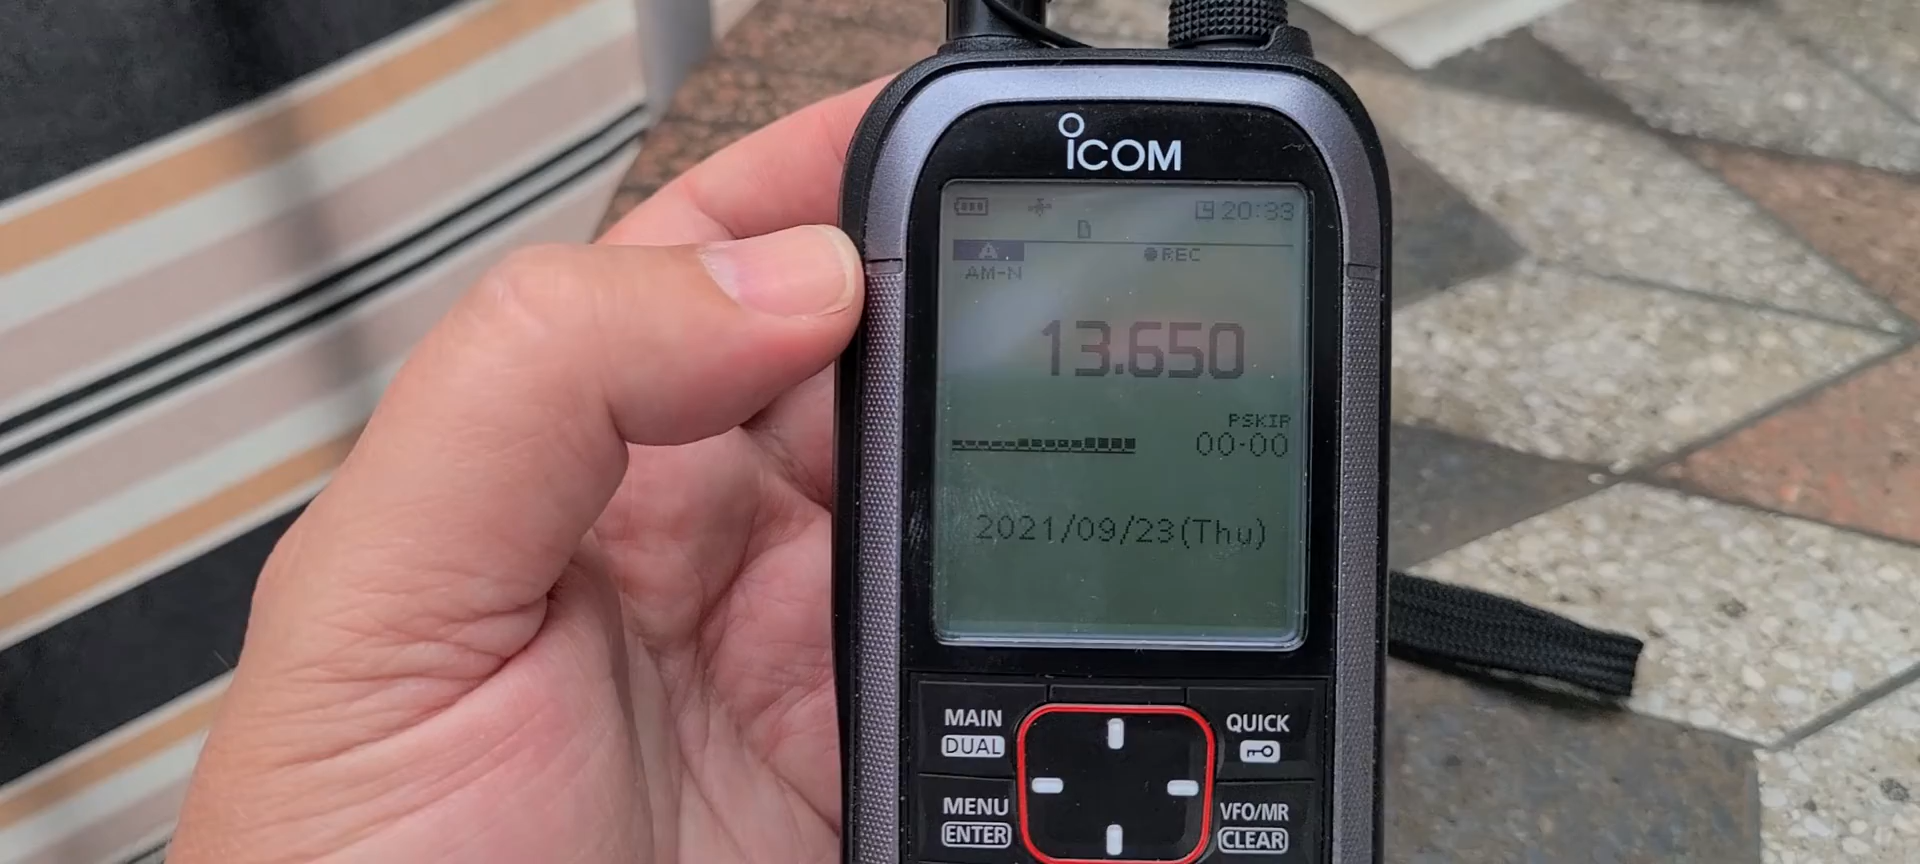 ICOM
20:33
D
REC
AM-N
13.650
PSKIP
00-00
2021/09/23(Thu)
MAIN
DUAL
QUICK
MENU
ENTER
VFO/MR
CLEAR